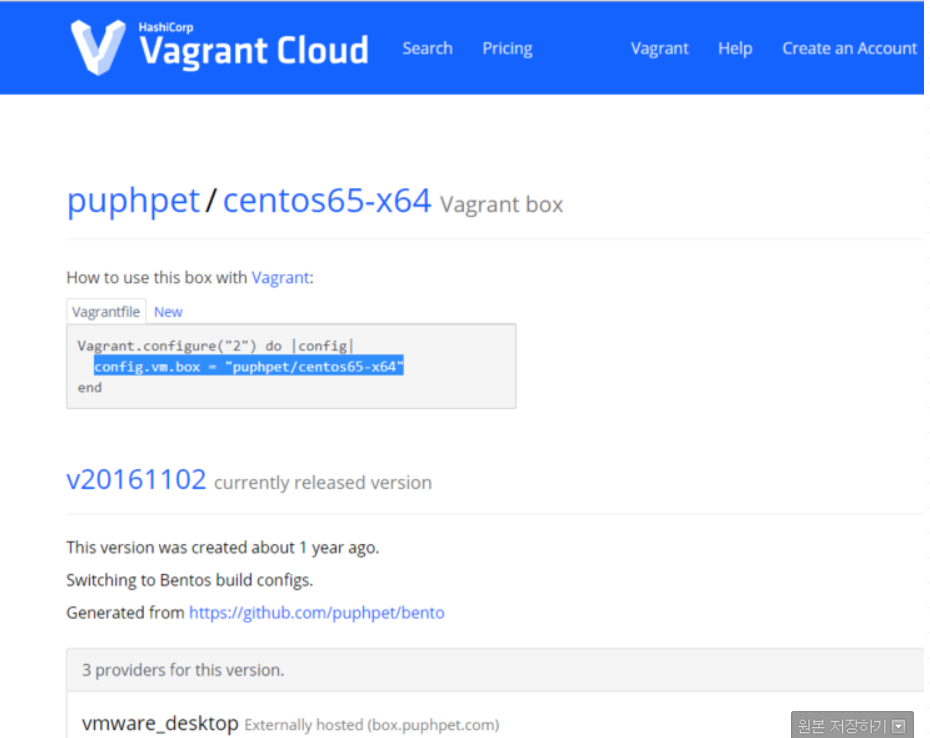 HashiCorp
Vagrant Cloud Search Pricing Vagrant Help Create an Account
puphpet/centos65-x64 Vagrant box
How to use this box with Vagrant:
Vagrantfile New
Vagrant.configure("2") do |config|
config.vm.box = "puphpet/centos65-x64"
end
v20161102 currently released version
This version was created about 1 year ago.
Switching to Bentos build configs.
Generated from https://github.com/puphpet/bento
3 providers for this version.
vmware_desktop Externally hosted (box.puphpet.com)
원본 저장하기